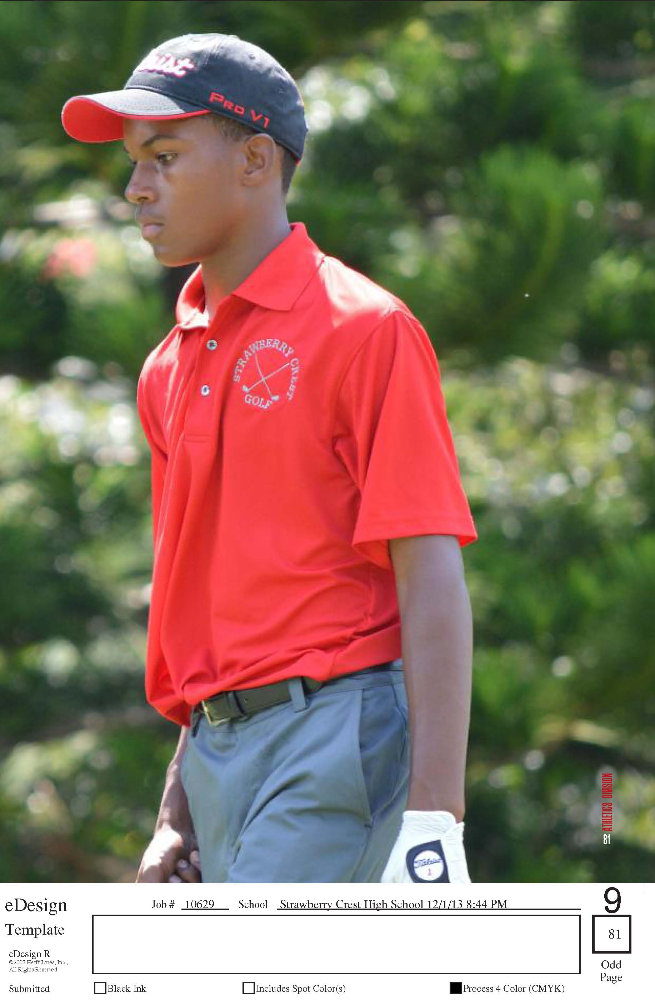 Pro V1
STRAWBERRY CREST
GOLF
Titleist
1
81 ATHLETICS DIVISION
eDesign
Template
eDesign R
©2007 Herff Jones, Inc.,
All Rights Reserved
Submitted
Job # 10629 School Strawberry Crest High School 12/1/13 8:44 PM
Black Ink
Includes Spot Color(s)
Process 4 Color (CMYK)
9
81
Odd
Page